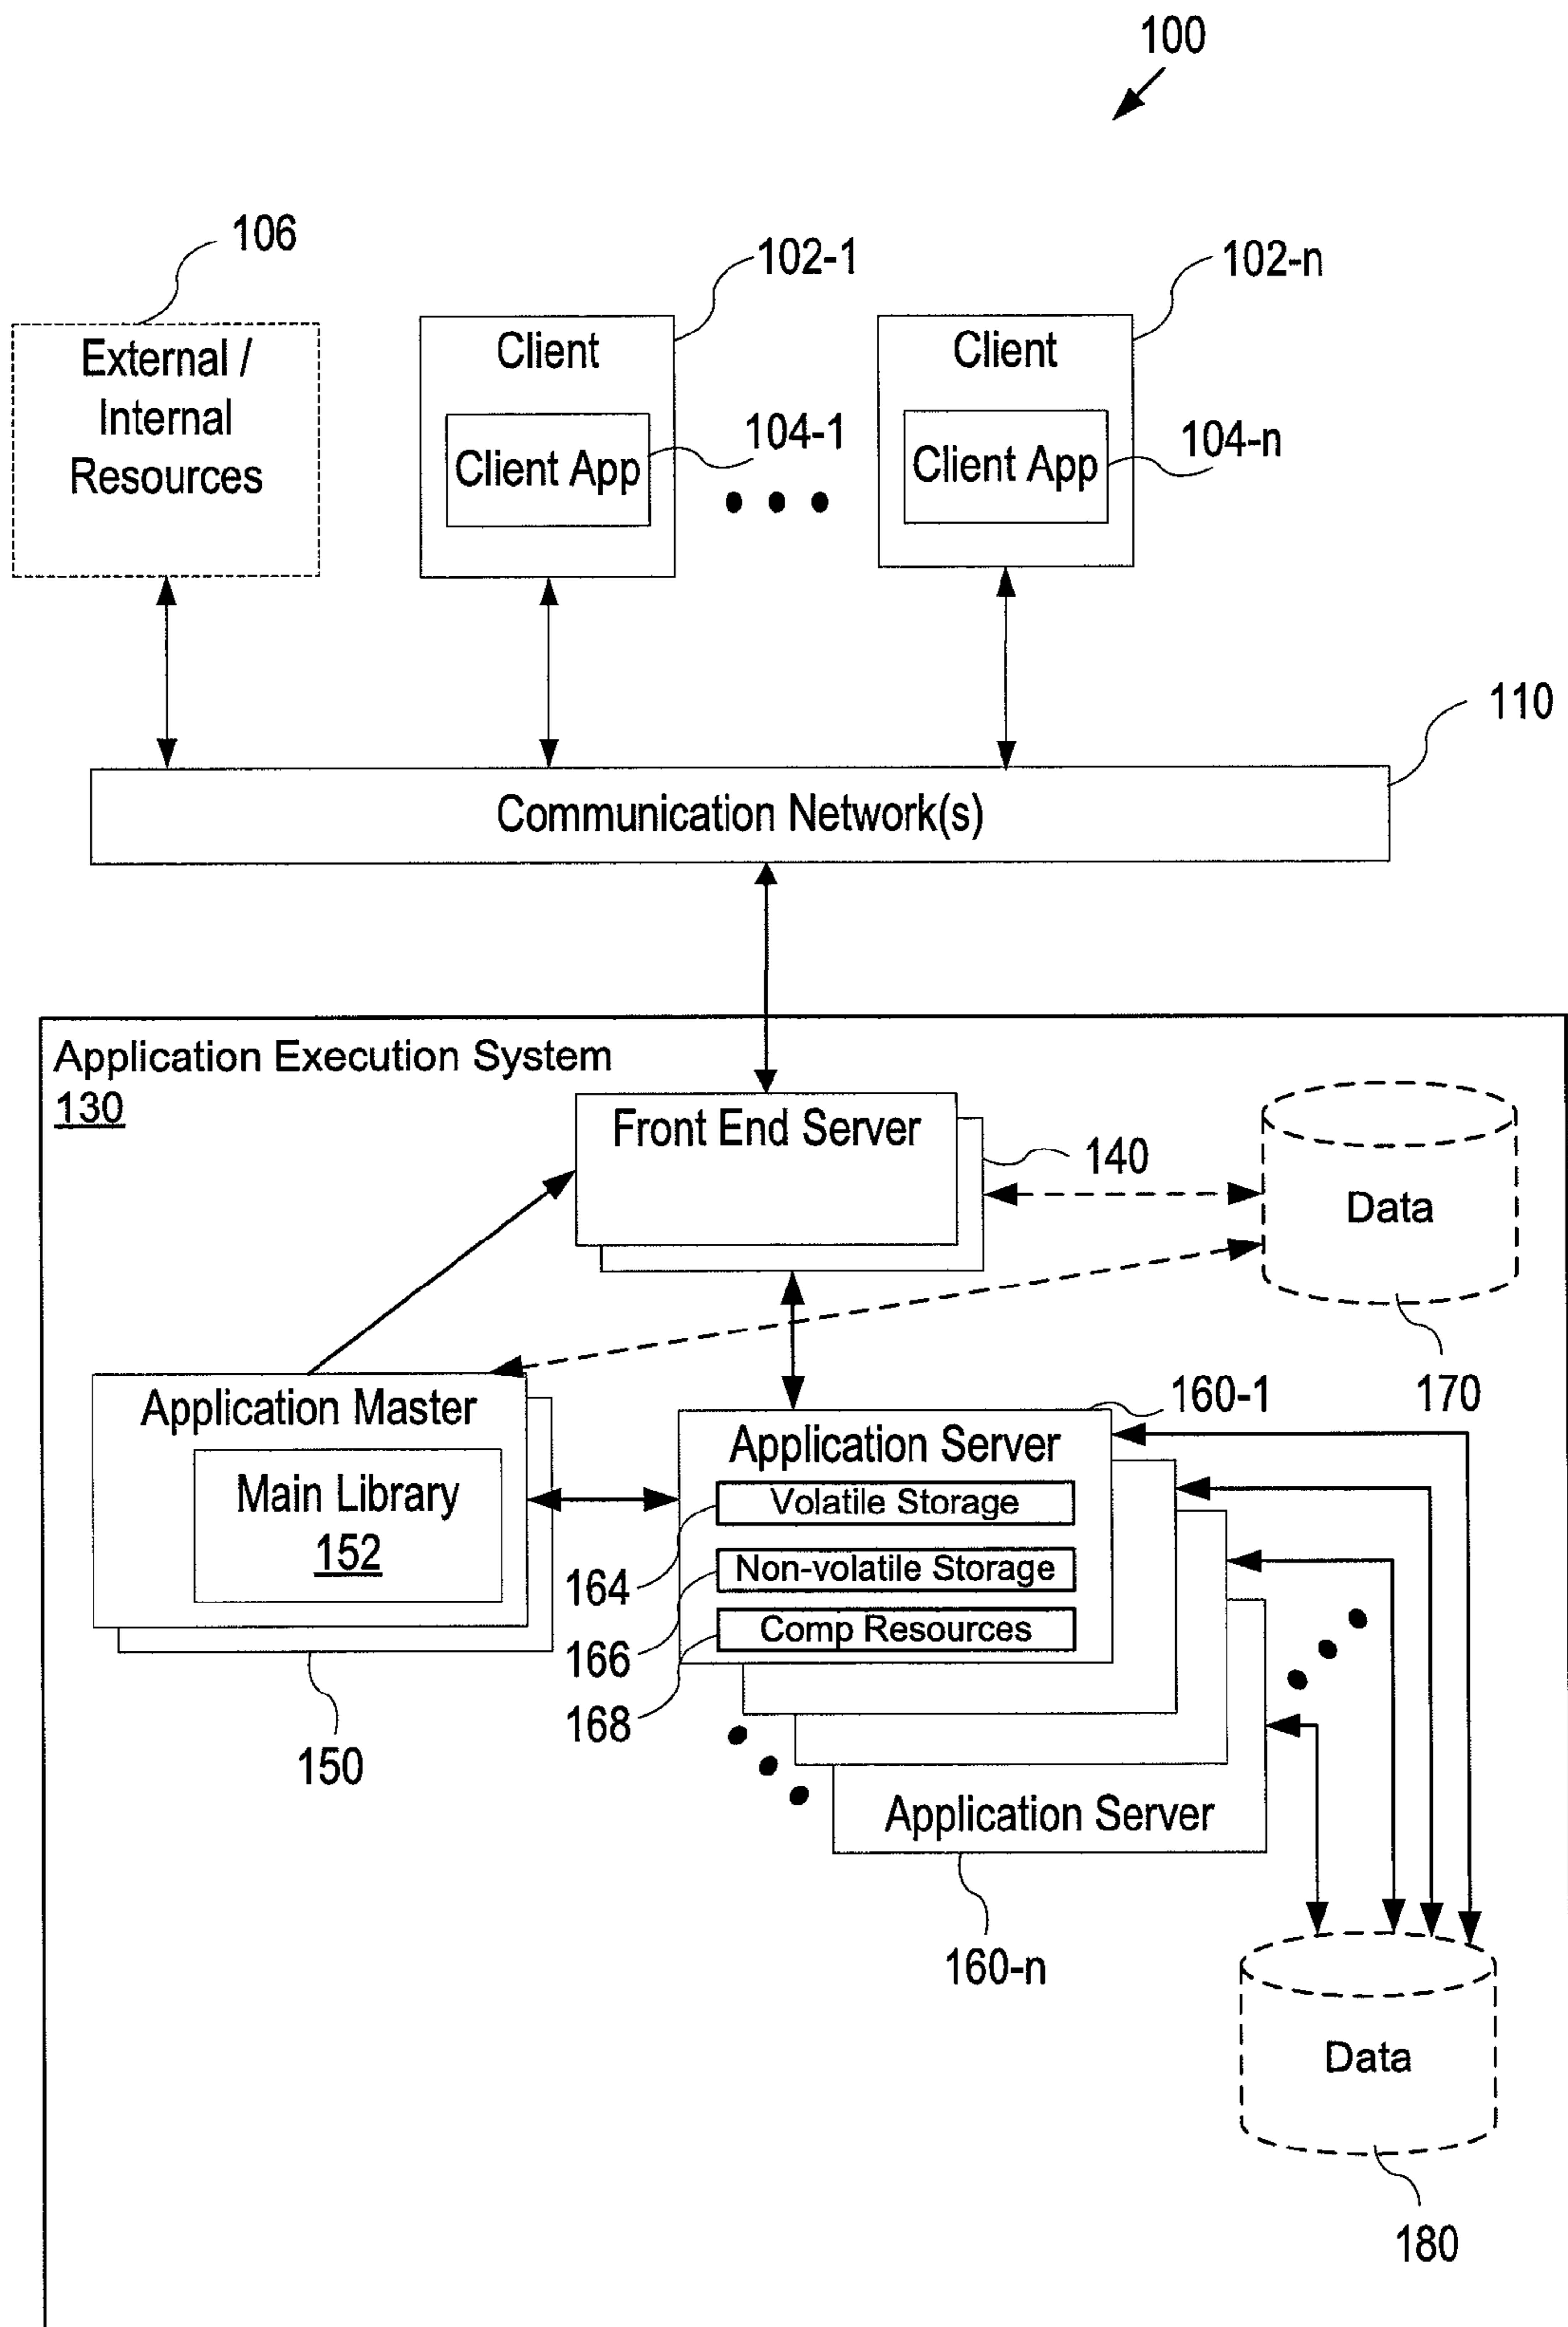 100
106
102-1
102-n
External /
Internal
Resources
Client
Client
Client App
104-1
Client App
104-n
110
Communication Network(s)
Application Execution System
130
Front End Server
140
Data
170
160-1
Application Master
Main Library
152
150
Application Server
Volatile Storage
164
Non-volatile Storage
166
Comp Resources
168
Application Server
160-n
Data
180